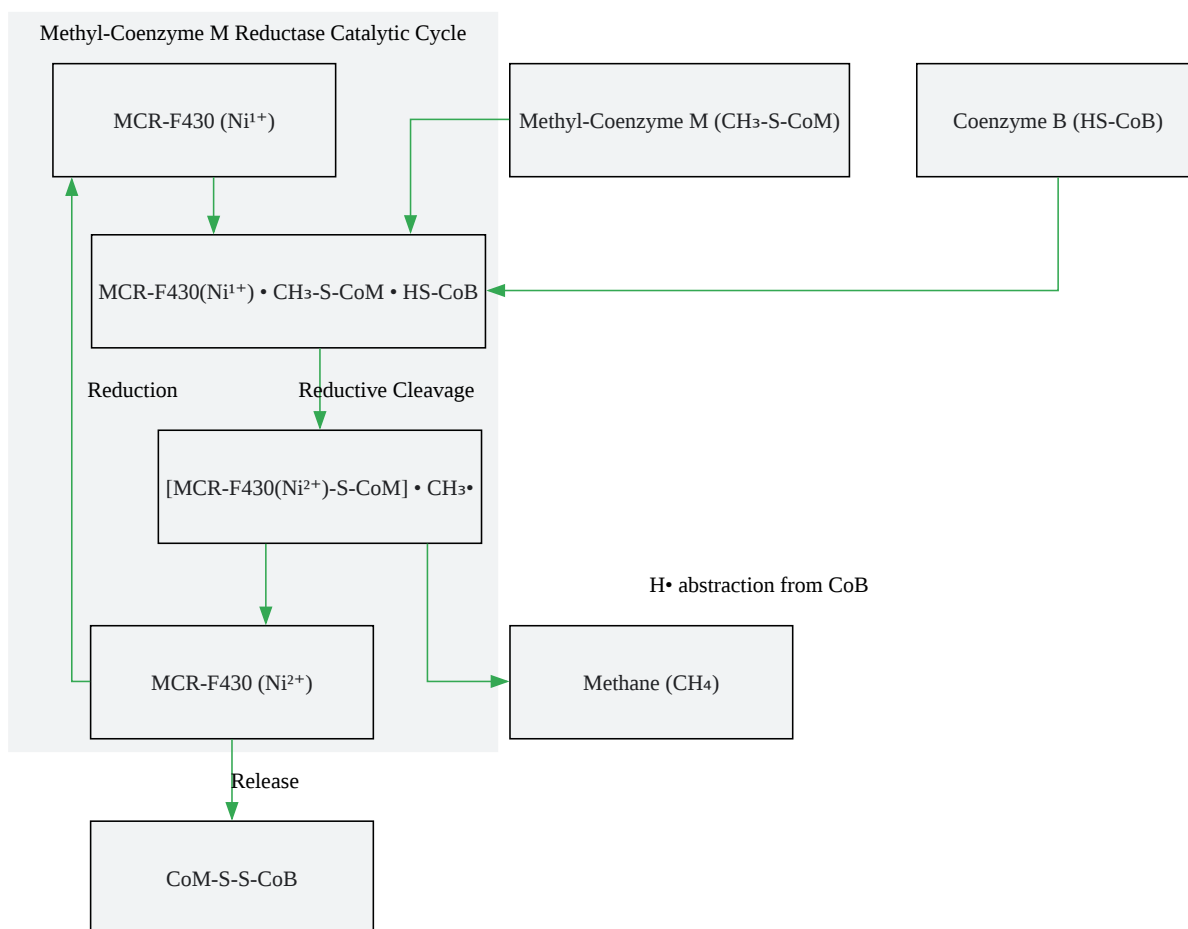 Methyl-Coenzyme M Reductase Catalytic Cycle
MCR-F430 (Ni¹⁺)
Methyl-Coenzyme M (CH₃-S-CoM)
Coenzyme B (HS-CoB)
MCR-F430(Ni¹⁺) • CH₃-S-CoM • HS-CoB
Reduction
Reductive Cleavage
[MCR-F430(Ni²⁺)-S-CoM] • CH₃•
H• abstraction from CoB
MCR-F430 (Ni²⁺)
Methane (CH₄)
Release
CoM-S-S-CoB